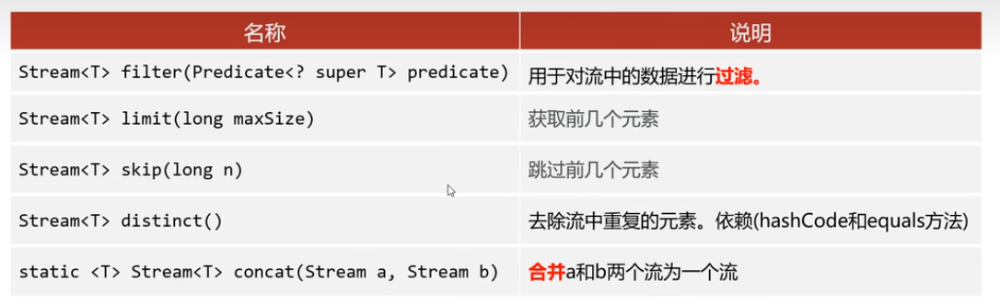 名称 说明
Stream<T> filter(Predicate<? super T> predicate) 用于对流中的数据进行过滤。
Stream<T> limit(long maxSize) 获取前几个元素
Stream<T> skip(long n) 跳过前几个元素
Stream<T> distinct() 去除流中重复的元素。依赖(hashCode和equals方法)
static <T> Stream<T> concat(Stream a, Stream b) 合并a和b两个流为一个流